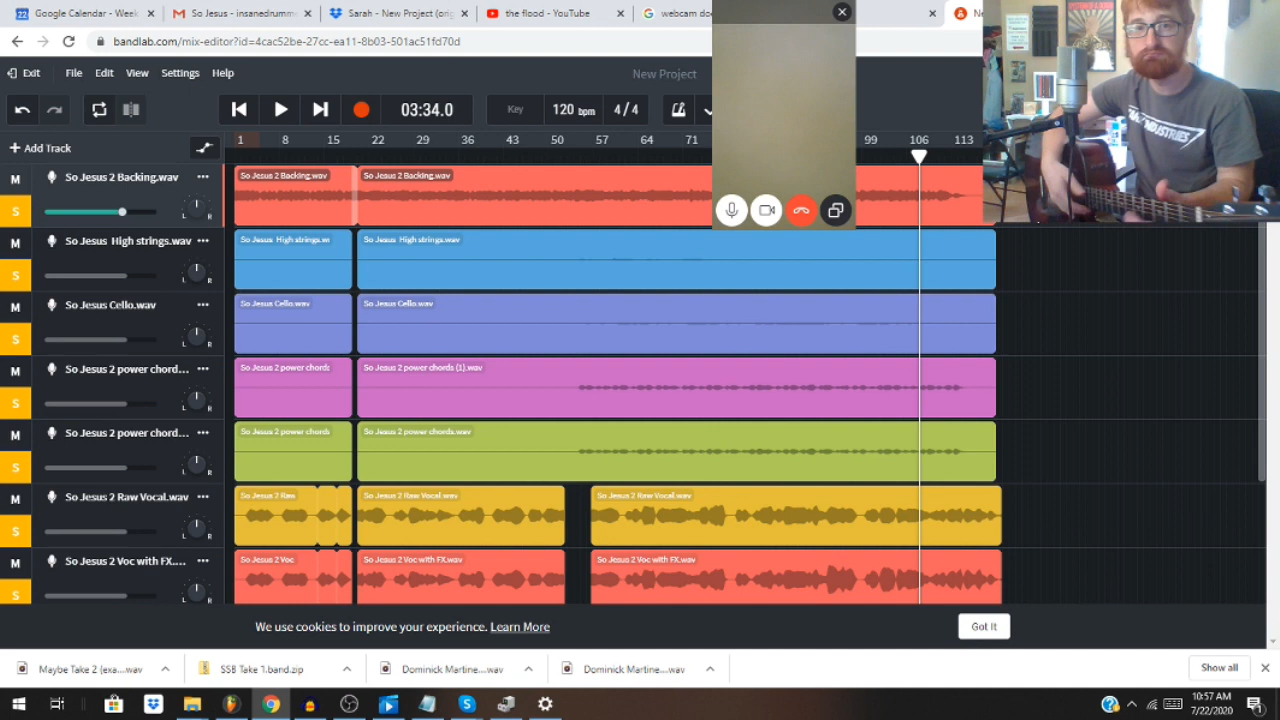 Google Calendar - Week
So Jesus - insanedrumm
Sarah - New Project (orig
the flood - YouTube
webcam do
Ne
Exit
File
Edit
View
Settings
Help
New Project
03:34.0
Key
120 bpm
4 / 4
Add Track
1
8
15
22
29
36
43
50
57
64
71
99
106
113
M
So Jesus 2 Backing.wav
S
L
R
So Jesus 2 Backing.wav
So Jesus 2 Backing.wav
M
So Jesus High strings.wav
S
L
R
So Jesus High strings.w
So Jesus High strings.wav
M
So Jesus Cello.wav
S
L
R
So Jesus Cello.wav
So Jesus Cello.wav
M
So Jesus 2 power chord...
S
L
R
So Jesus 2 power chords
So Jesus 2 power chords (1).wav
M
So Jesus 2 power chord...
S
L
R
So Jesus 2 power chords
So Jesus 2 power chords.wav
M
So Jesus 2 Raw Vocal.wav
S
L
R
So Jesus 2 Raw
So Jesus 2 Raw Vocal.wav
So Jesus 2 Raw Vocal.wav
M
So Jesus 2 Voc with FX....
S
L
R
So Jesus 2 Voc
So Jesus 2 Voc with FX.wav
So Jesus 2 Voc with FX.wav
We use cookies to improve your experience. Learn More
Got It
Maybe Take 2 (exa....wav
SSB Take 1.band.zip
Dominick Martine....wav
Dominick Martine....wav
Show all
10:57 AM
7/22/2020